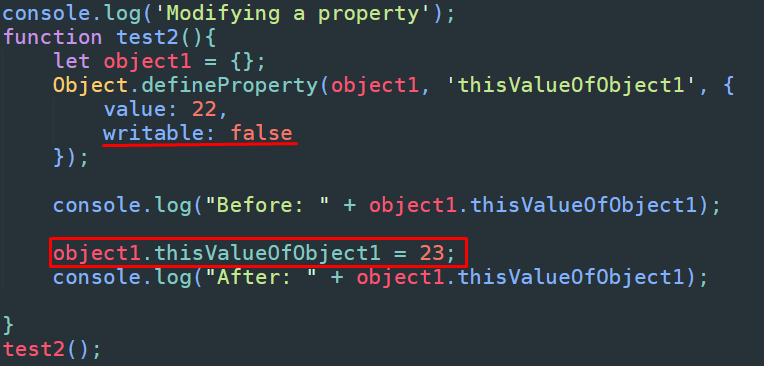 console.log('Modifying a property');
function test2(){
    let object1 = {};
    Object.defineProperty(object1, 'thisValueOfObject1', {
        value: 22,
        writable: false
    });
    console.log("Before: " + object1.thisValueOfObject1);
    object1.thisValueOfObject1 = 23;
    console.log("After: " + object1.thisValueOfObject1);
}
test2();